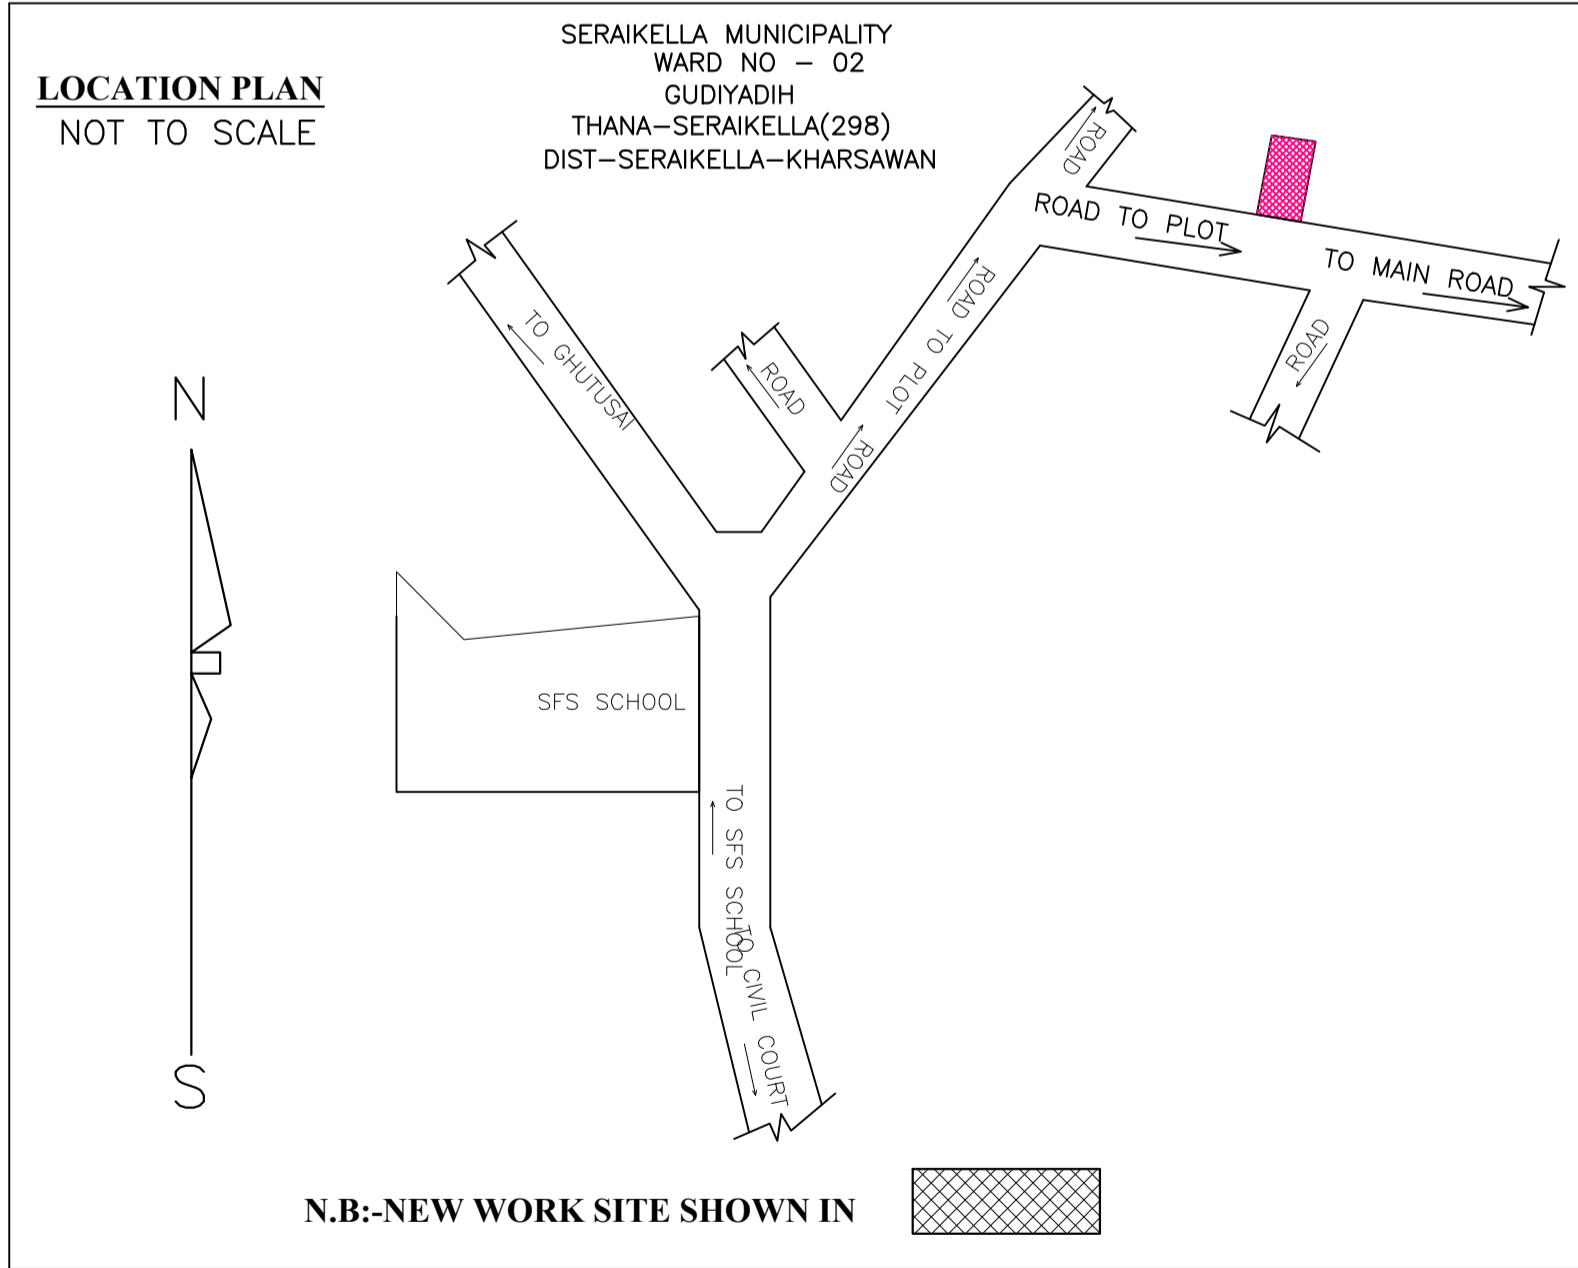 SERAIKELLA MUNICIPALITY
WARD NO - 02
GUDIYADIH
THANA-SERAIKELLA(298)
DIST-SERAIKELLA-KHARSAWAN
LOCATION PLAN
NOT TO SCALE
ROAD
ROAD TO PLOT
TO MAIN ROAD
ROAD
TO GHUTUSAI
ROAD
ROAD TO PLOT
ROAD
N
SFS SCHOOL
TO SFS SCHOOL
TO CIVIL COURT
S
N.B:-NEW WORK SITE SHOWN IN